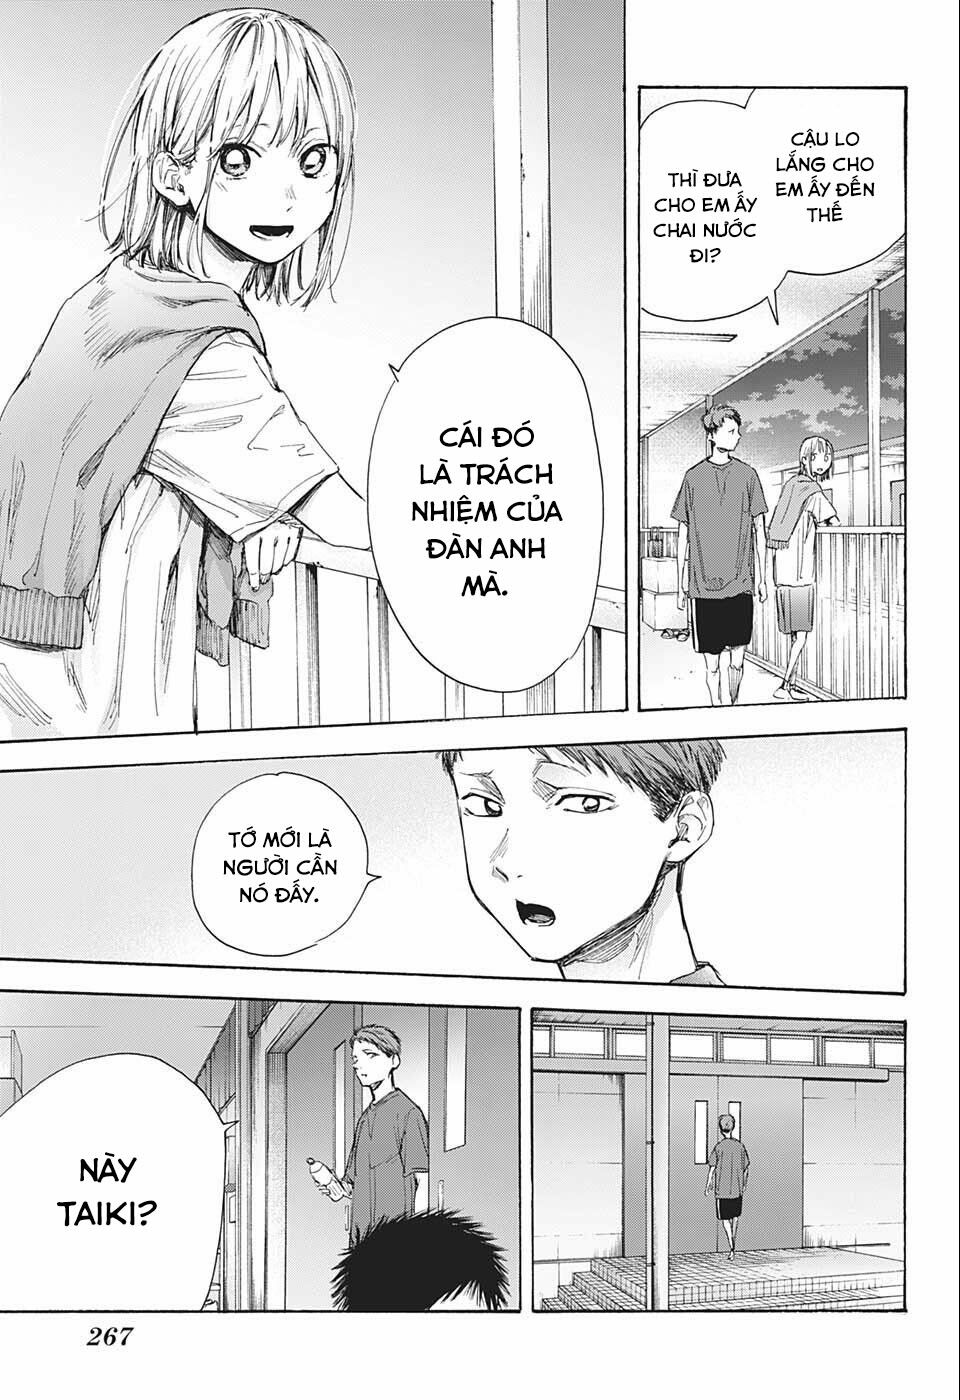 CẬU LO
LẮNG CHO
EM ẤY ĐẾN
THẾ
THÌ ĐƯA
CHO EM ẤY
CHAI NƯỚC
ĐI?
CÁI ĐÓ
LÀ TRÁCH
NHIỆM CỦA
ĐÀN ANH
MÀ.
TỚ MỚI LÀ
NGƯỜI CẦN
NÓ ĐẤY.
NÀY
TAIKI?
267